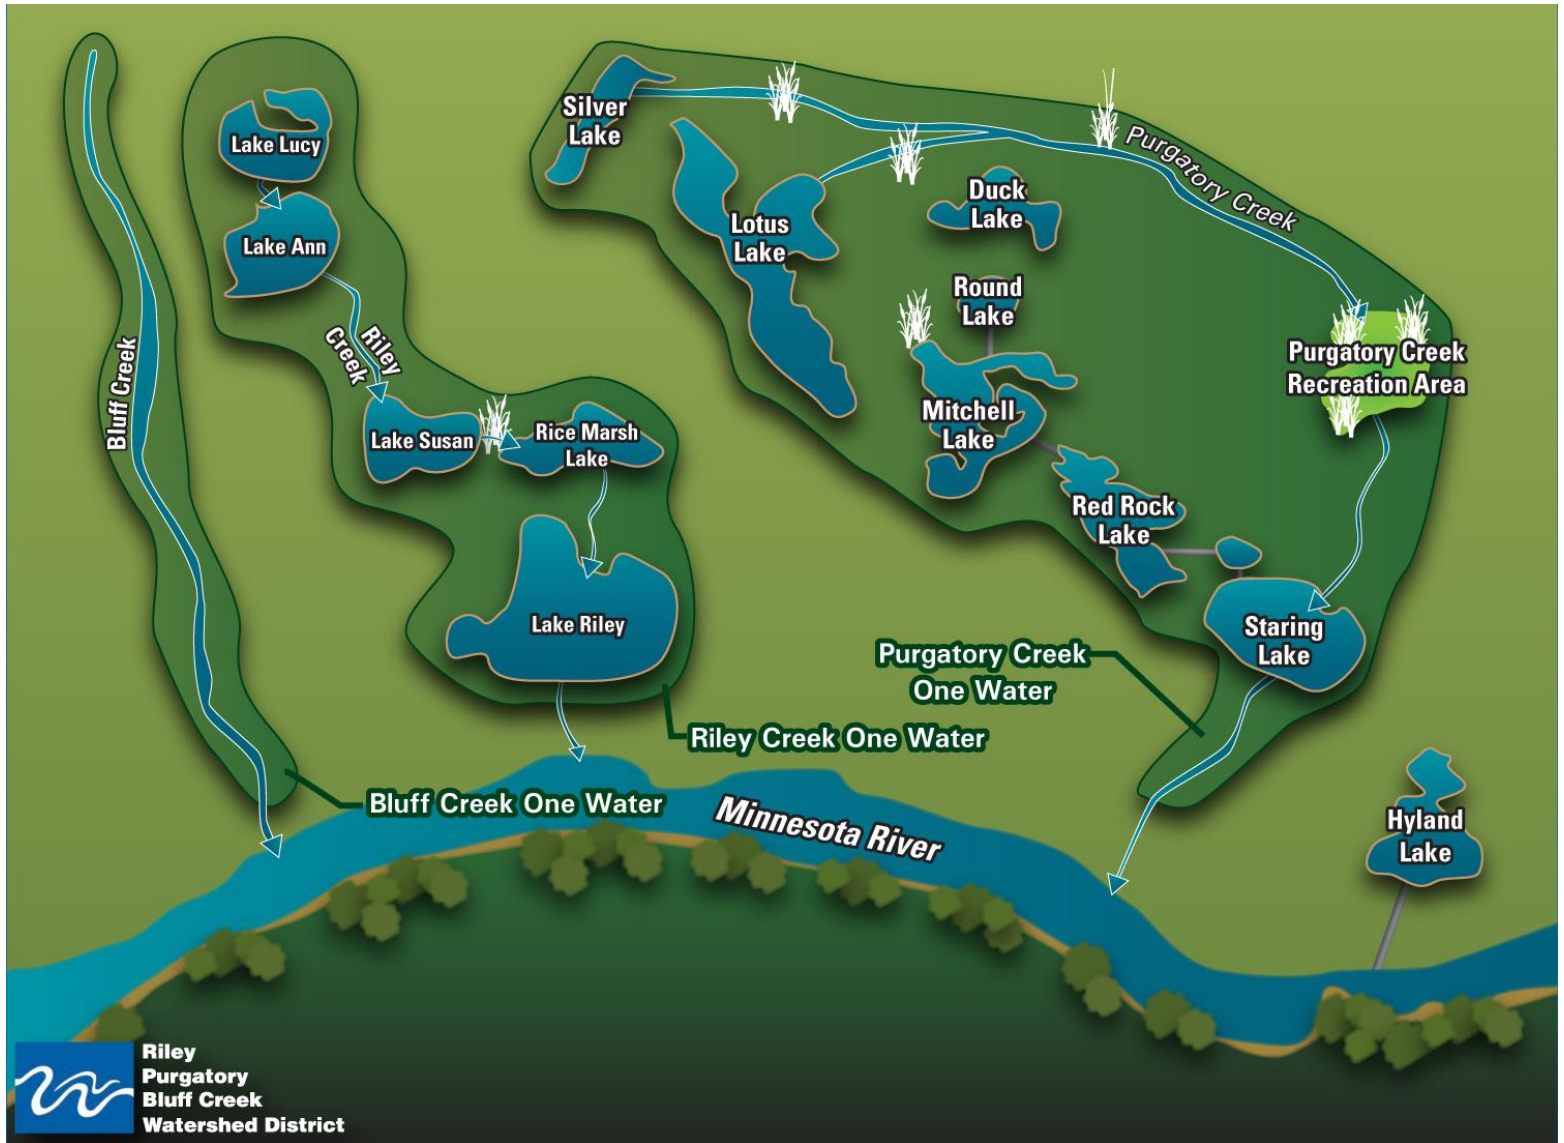 Silver
Lake
Purgatory Creek
Lake Lucy
Duck
Lake
Lotus
Lake
Lake Ann
Round
Lake
Riley
Creek
Bluff Creek
Purgatory Creek
Recreation Area
Mitchell
Lake
Lake Susan
Rice Marsh
Lake
Red Rock
Lake
Lake Riley
Staring
Lake
Purgatory Creek
One Water
Riley Creek One Water
Bluff Creek One Water
Minnesota River
Hyland
Lake
Riley
Purgatory
Bluff Creek
Watershed District